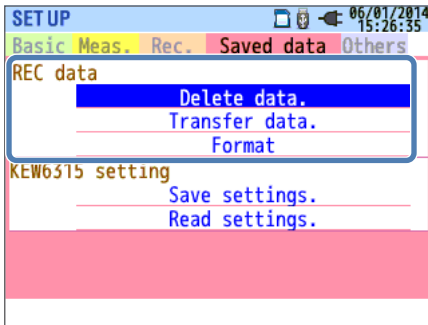 SET UP 06/01/2014
15:26:35
Basic Meas. Rec. Saved data Others
REC data
Delete data.
Transfer data.
Format
KEW6315 setting
Save settings.
Read settings.